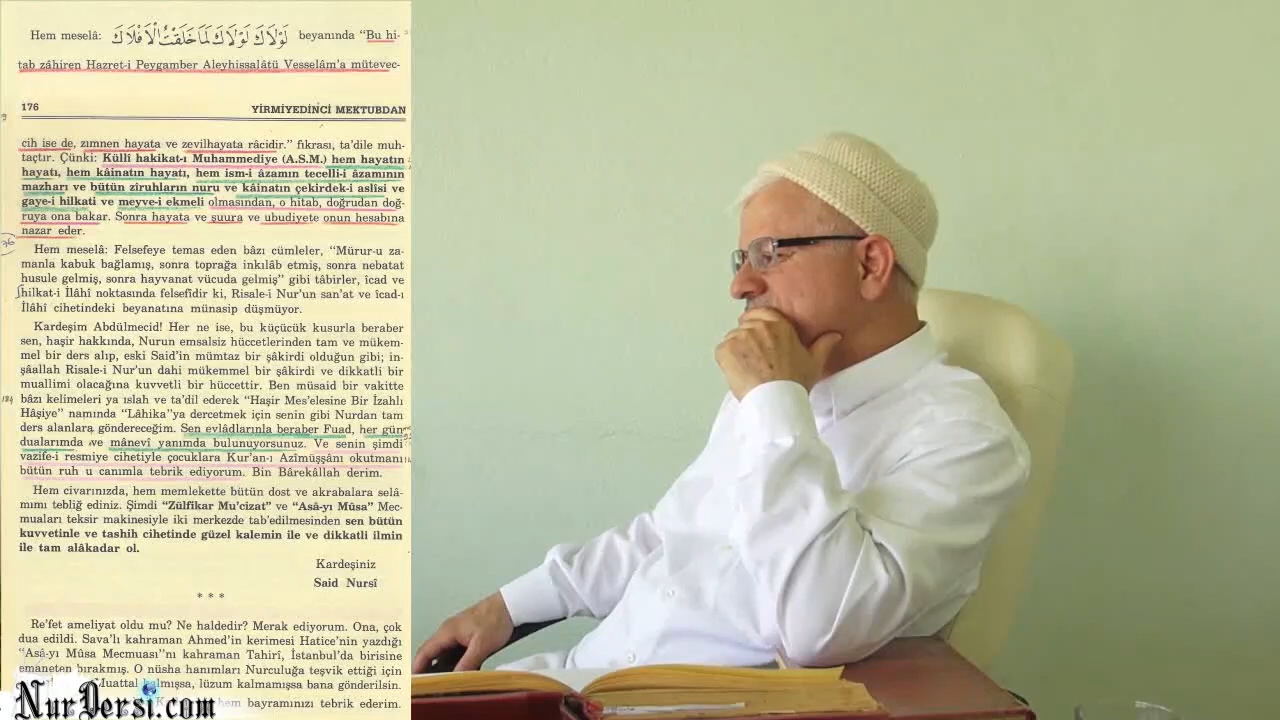 Hem meselâ: لَوْلَاكَ لَوْلَاكَ لَمَا خَلَقْتُ الْاَفْلَاكَ beyanında “Bu hi-
tab zâhiren Hazret-i Peygamber Aleyhissalâtü Vesselâm'a mütevec-
176 YİRMİYEDİNCİ MEKTUBDAN
cih ise de, zımnen hayata ve zevilhayata râcidir.” fıkrası, ta'dile muh-
taçtır. Çünki: Küllî hakikat-ı Muhammediye (A.S.M.) hem hayatın
hayatı, hem kâinatın hayatı, hem ism-i âzamın tecelli-i âzamının
mazharı ve bütün zîruhların nuru ve kâinatın çekirdek-i aslîsi ve
gaye-i hilkati ve meyve-i ekmeli olmasından, o hitab, doğrudan doğ-
ruya ona bakar. Sonra hayata ve şuura ve ubudiyete onun hesabına
nazar eder.
Hem meselâ: Felsefeye temas eden bâzı cümleler, “Mürur-u za-
manla kabuk bağlamış, sonra toprağa inkılâb etmiş, sonra nebatat
husule gelmiş, sonra hayvanat vücuda gelmiş” gibi tâbirler, îcad ve
hilkat-i İlâhî noktasında felsefîdir ki, Risale-i Nur'un san'at ve îcad-ı
İlâhî cihetindeki beyanatına münasip düşmüyor.
Kardeşim Abdülmecid! Her ne ise, bu küçücük kusurla beraber
sen, haşir hakkında, Nurun emsalsiz hüccetlerinden tam ve mükem-
mel bir ders alıp, eski Said'in mümtaz bir şâkirdi olduğun gibi; in-
şâallah Risale-i Nur'un dahi mükemmel bir şâkirdi ve dikkatli bir
muallimi olacağına kuvvetli bir hüccettir. Ben müsaid bir vakitte
bâzı kelimeleri ya ıslah ve ta'dil ederek “Haşir Mes'elesine Bir İzahlı
Hâşiye” namında “Lâhika”ya dercetmek için senin gibi Nurdan tam
ders alanlara göndereceğim. Sen evlâdlarınla beraber Fuad, her gün
dualarımda ve mânevî yanımda bulunuyorsunuz. Ve senin şimdi
vazife-i resmiye cihetiyle çocuklara Kur'an-ı Azîmüşşânı okutmanı
bütün ruh u canımla tebrik ediyorum. Bin Bârekâllah derim.
Hem civarınızda, hem memlekette bütün dost ve akrabalara selâ-
mımı tebliğ ediniz. Şimdi “Zülfikar Mu'cizat” ve “Asâ-yı Mûsa” Mec-
muaları teksir makinesiyle iki merkezde tab'edilmesinden sen bütün
kuvvetinle ve tashih cihetinde güzel kalemin ile ve dikkatli ilmin
ile tam alâkadar ol.
Kardeşiniz
Said Nursî
* * *
Re'fet ameliyat oldu mu? Ne haldedir? Merak ediyorum. Ona, çok
dua edildi. Sava'lı kahraman Ahmed'in kerimesi Hatice'nin yazdığı
“Asâ-yı Mûsa Mecmuası”nı kahraman Tahirî, İstanbul'da birisine
emaneten bırakmış. O nüsha hanımları Nurculuğa teşvik ettiği için
Muattal kalmışsa, lüzum kalmamışsa bana gönderilsin.
hem bayramınızı tebrik ederim.
NurDersi.com